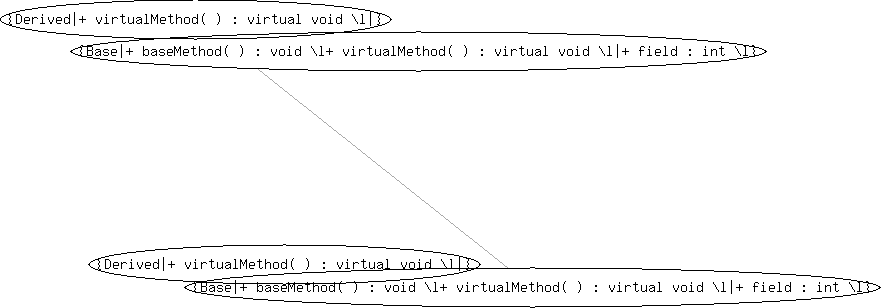 {Derived|+ virtualMethod( ) : virtual void \l|}
{Base|+ baseMethod( ) : void \l+ virtualMethod( ) : virtual void \l|+ field : int \l}
{Derived|+ virtualMethod( ) : virtual void \l|}
{Base|+ baseMethod( ) : void \l+ virtualMethod( ) : virtual void \l|+ field : int \l}